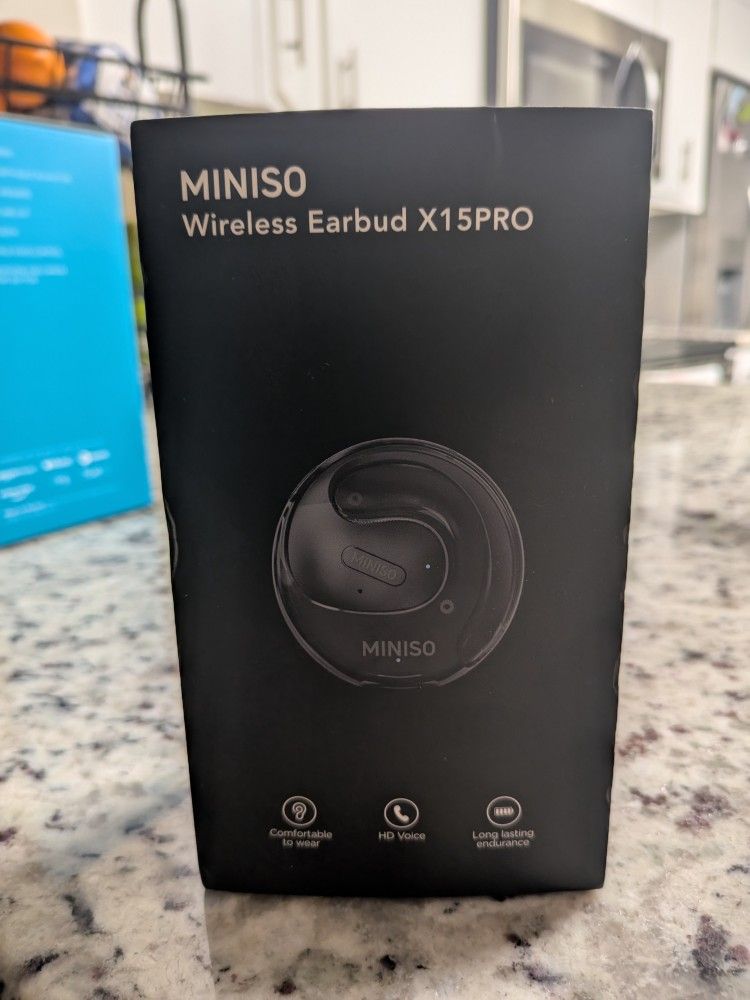 MINISO
Wireless Earbud X15PRO
MINISO
MINISO
Comfortable
to wear
HD Voice
Long lasting
endurance